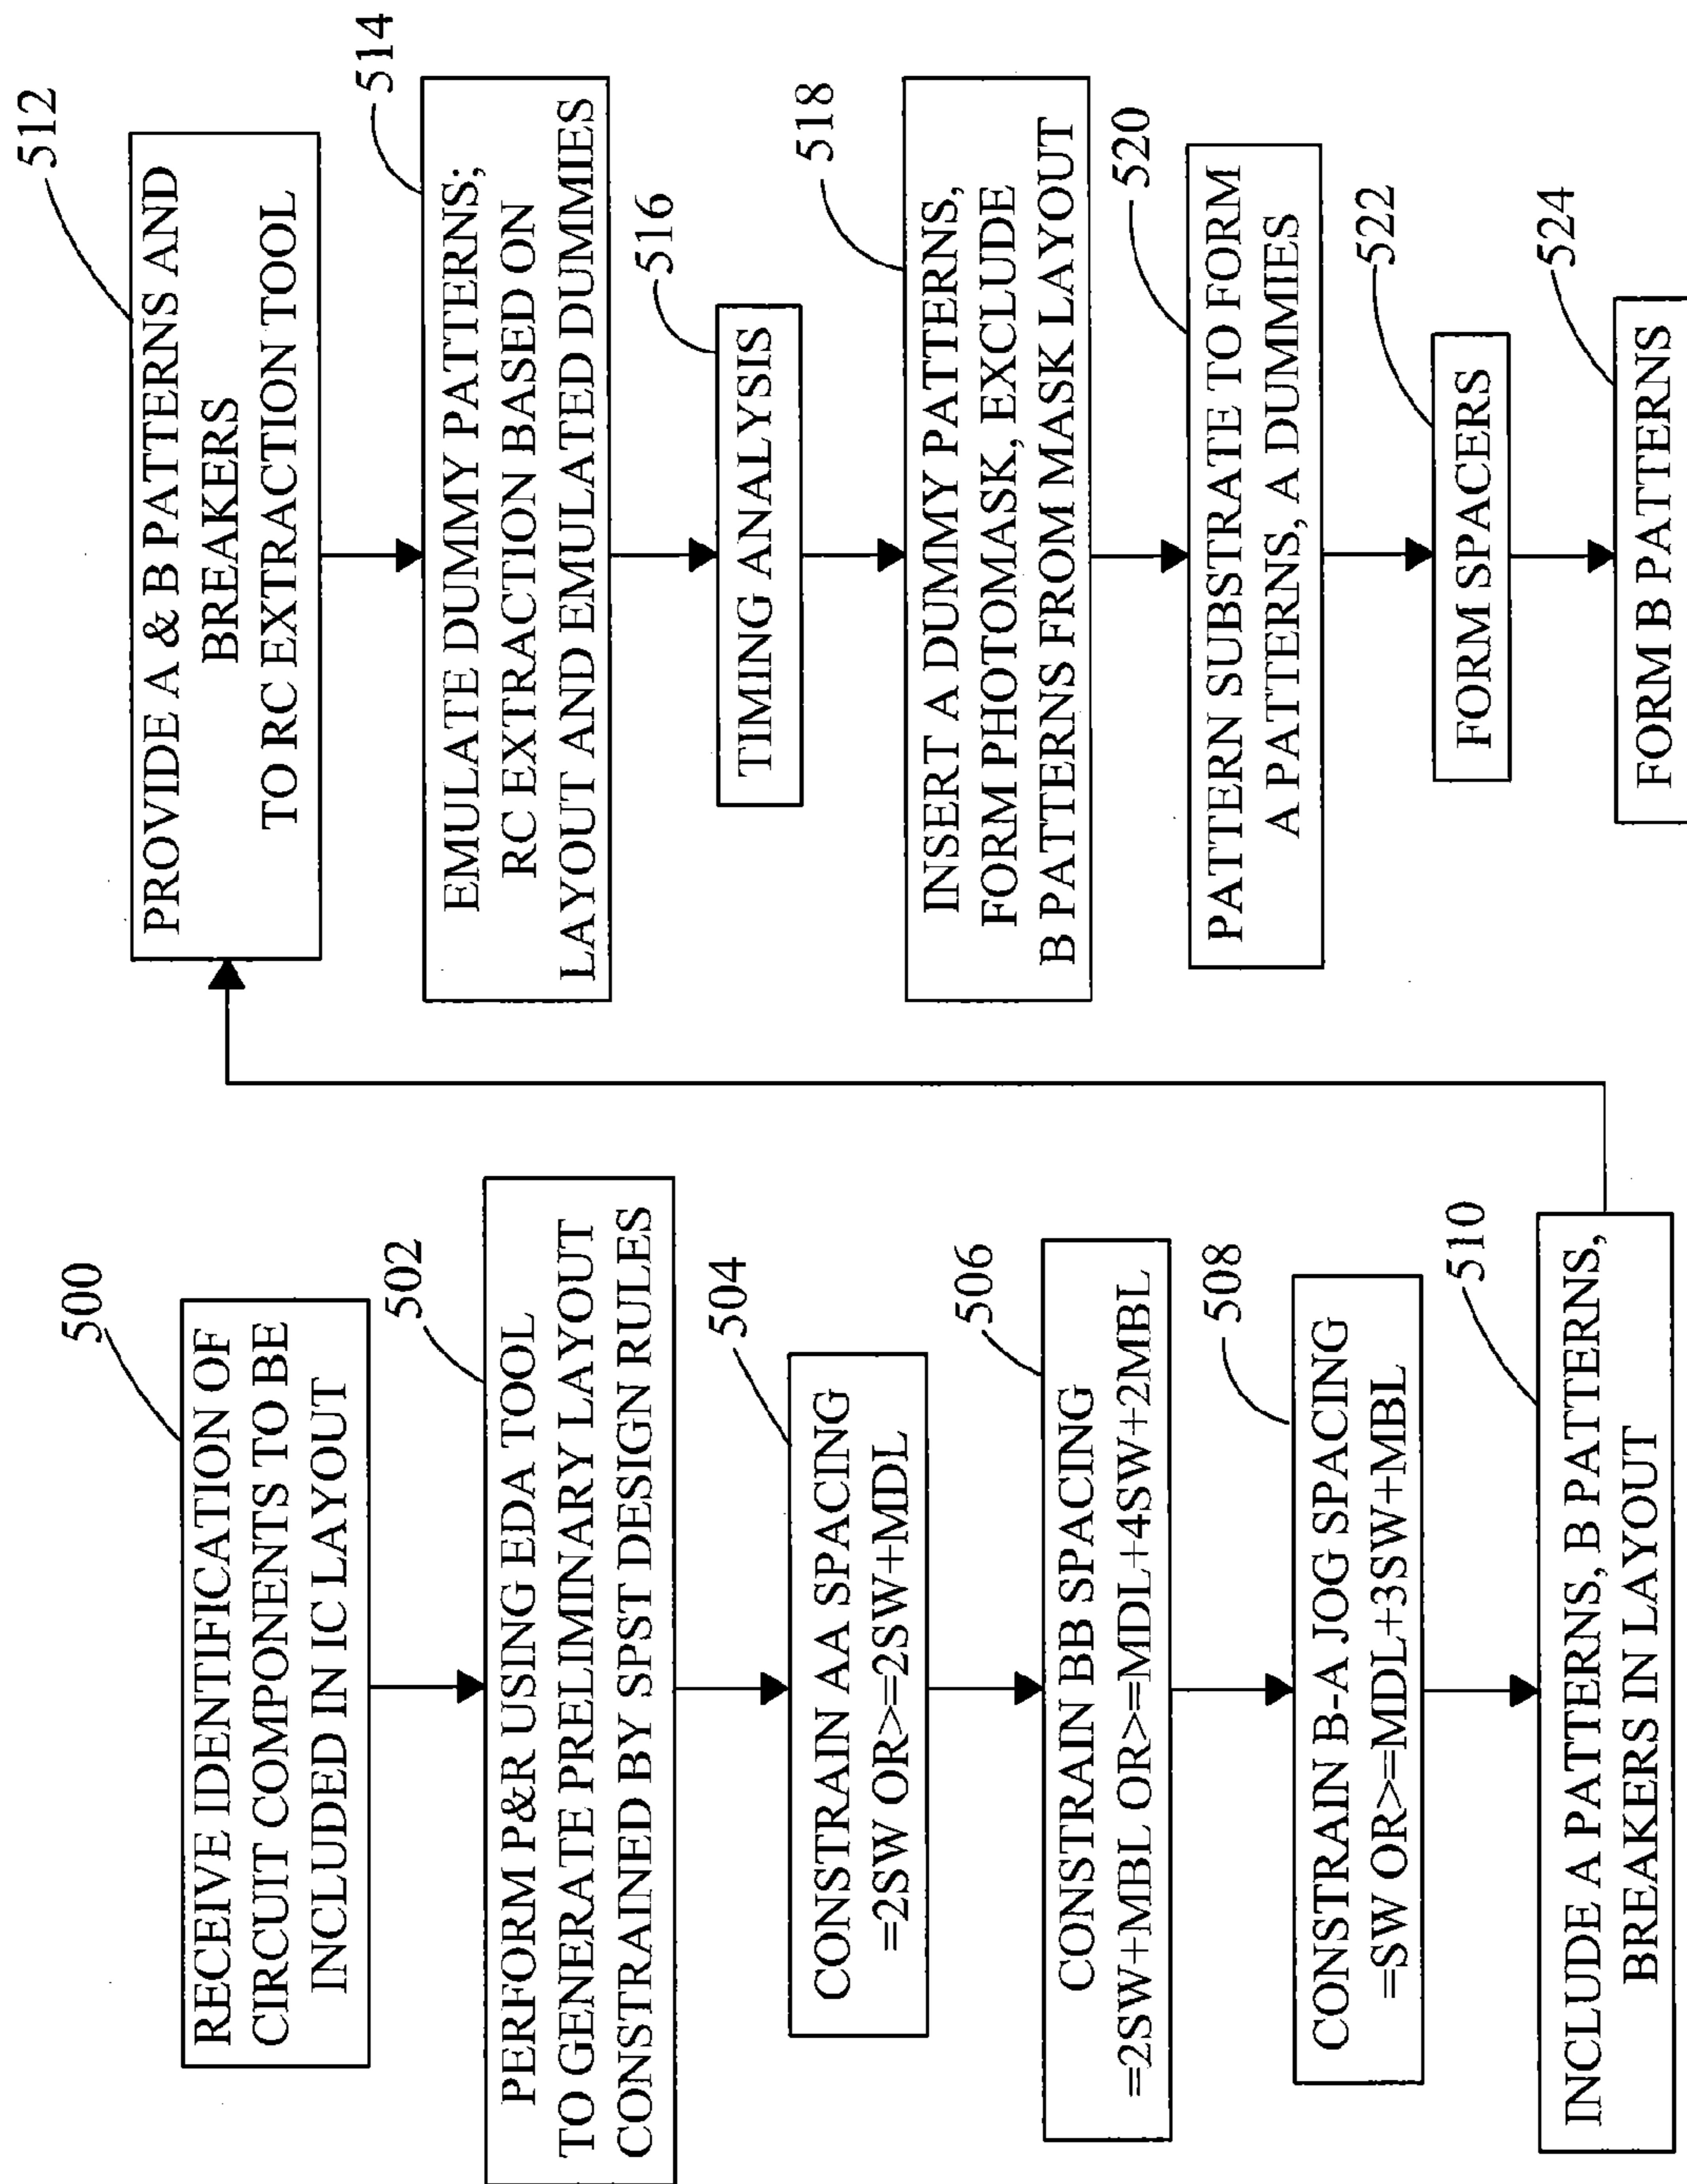 500
RECEIVE IDENTIFICATION OF
CIRCUIT COMPONENTS TO BE
INCLUDED IN IC LAYOUT
502
PERFORM P&R USING EDA TOOL
TO GENERATE PRELIMINARY LAYOUT
CONSTRAINED BY SPST DESIGN RULES
504
CONSTRAIN AA SPACING
=2SW OR>=2SW+MDL
506
CONSTRAIN BB SPACING
=2SW+MBL OR>=MDL+4SW+2MBL
508
CONSTRAIN B-A JOG SPACING
=SW OR>=MDL+3SW+MBL
510
INCLUDE A PATTERNS, B PATTERNS,
BREAKERS IN LAYOUT
512
PROVIDE A & B PATTERNS AND
BREAKERS
TO RC EXTRACTION TOOL
514
EMULATE DUMMY PATTERNS;
RC EXTRACTION BASED ON
LAYOUT AND EMULATED DUMMIES
516
TIMING ANALYSIS
518
INSERT A DUMMY PATTERNS,
FORM PHOTOMASK, EXCLUDE
B PATTERNS FROM MASK LAYOUT
520
PATTERN SUBSTRATE TO FORM
A PATTERNS, A DUMMIES
522
FORM SPACERS
524
FORM B PATTERNS